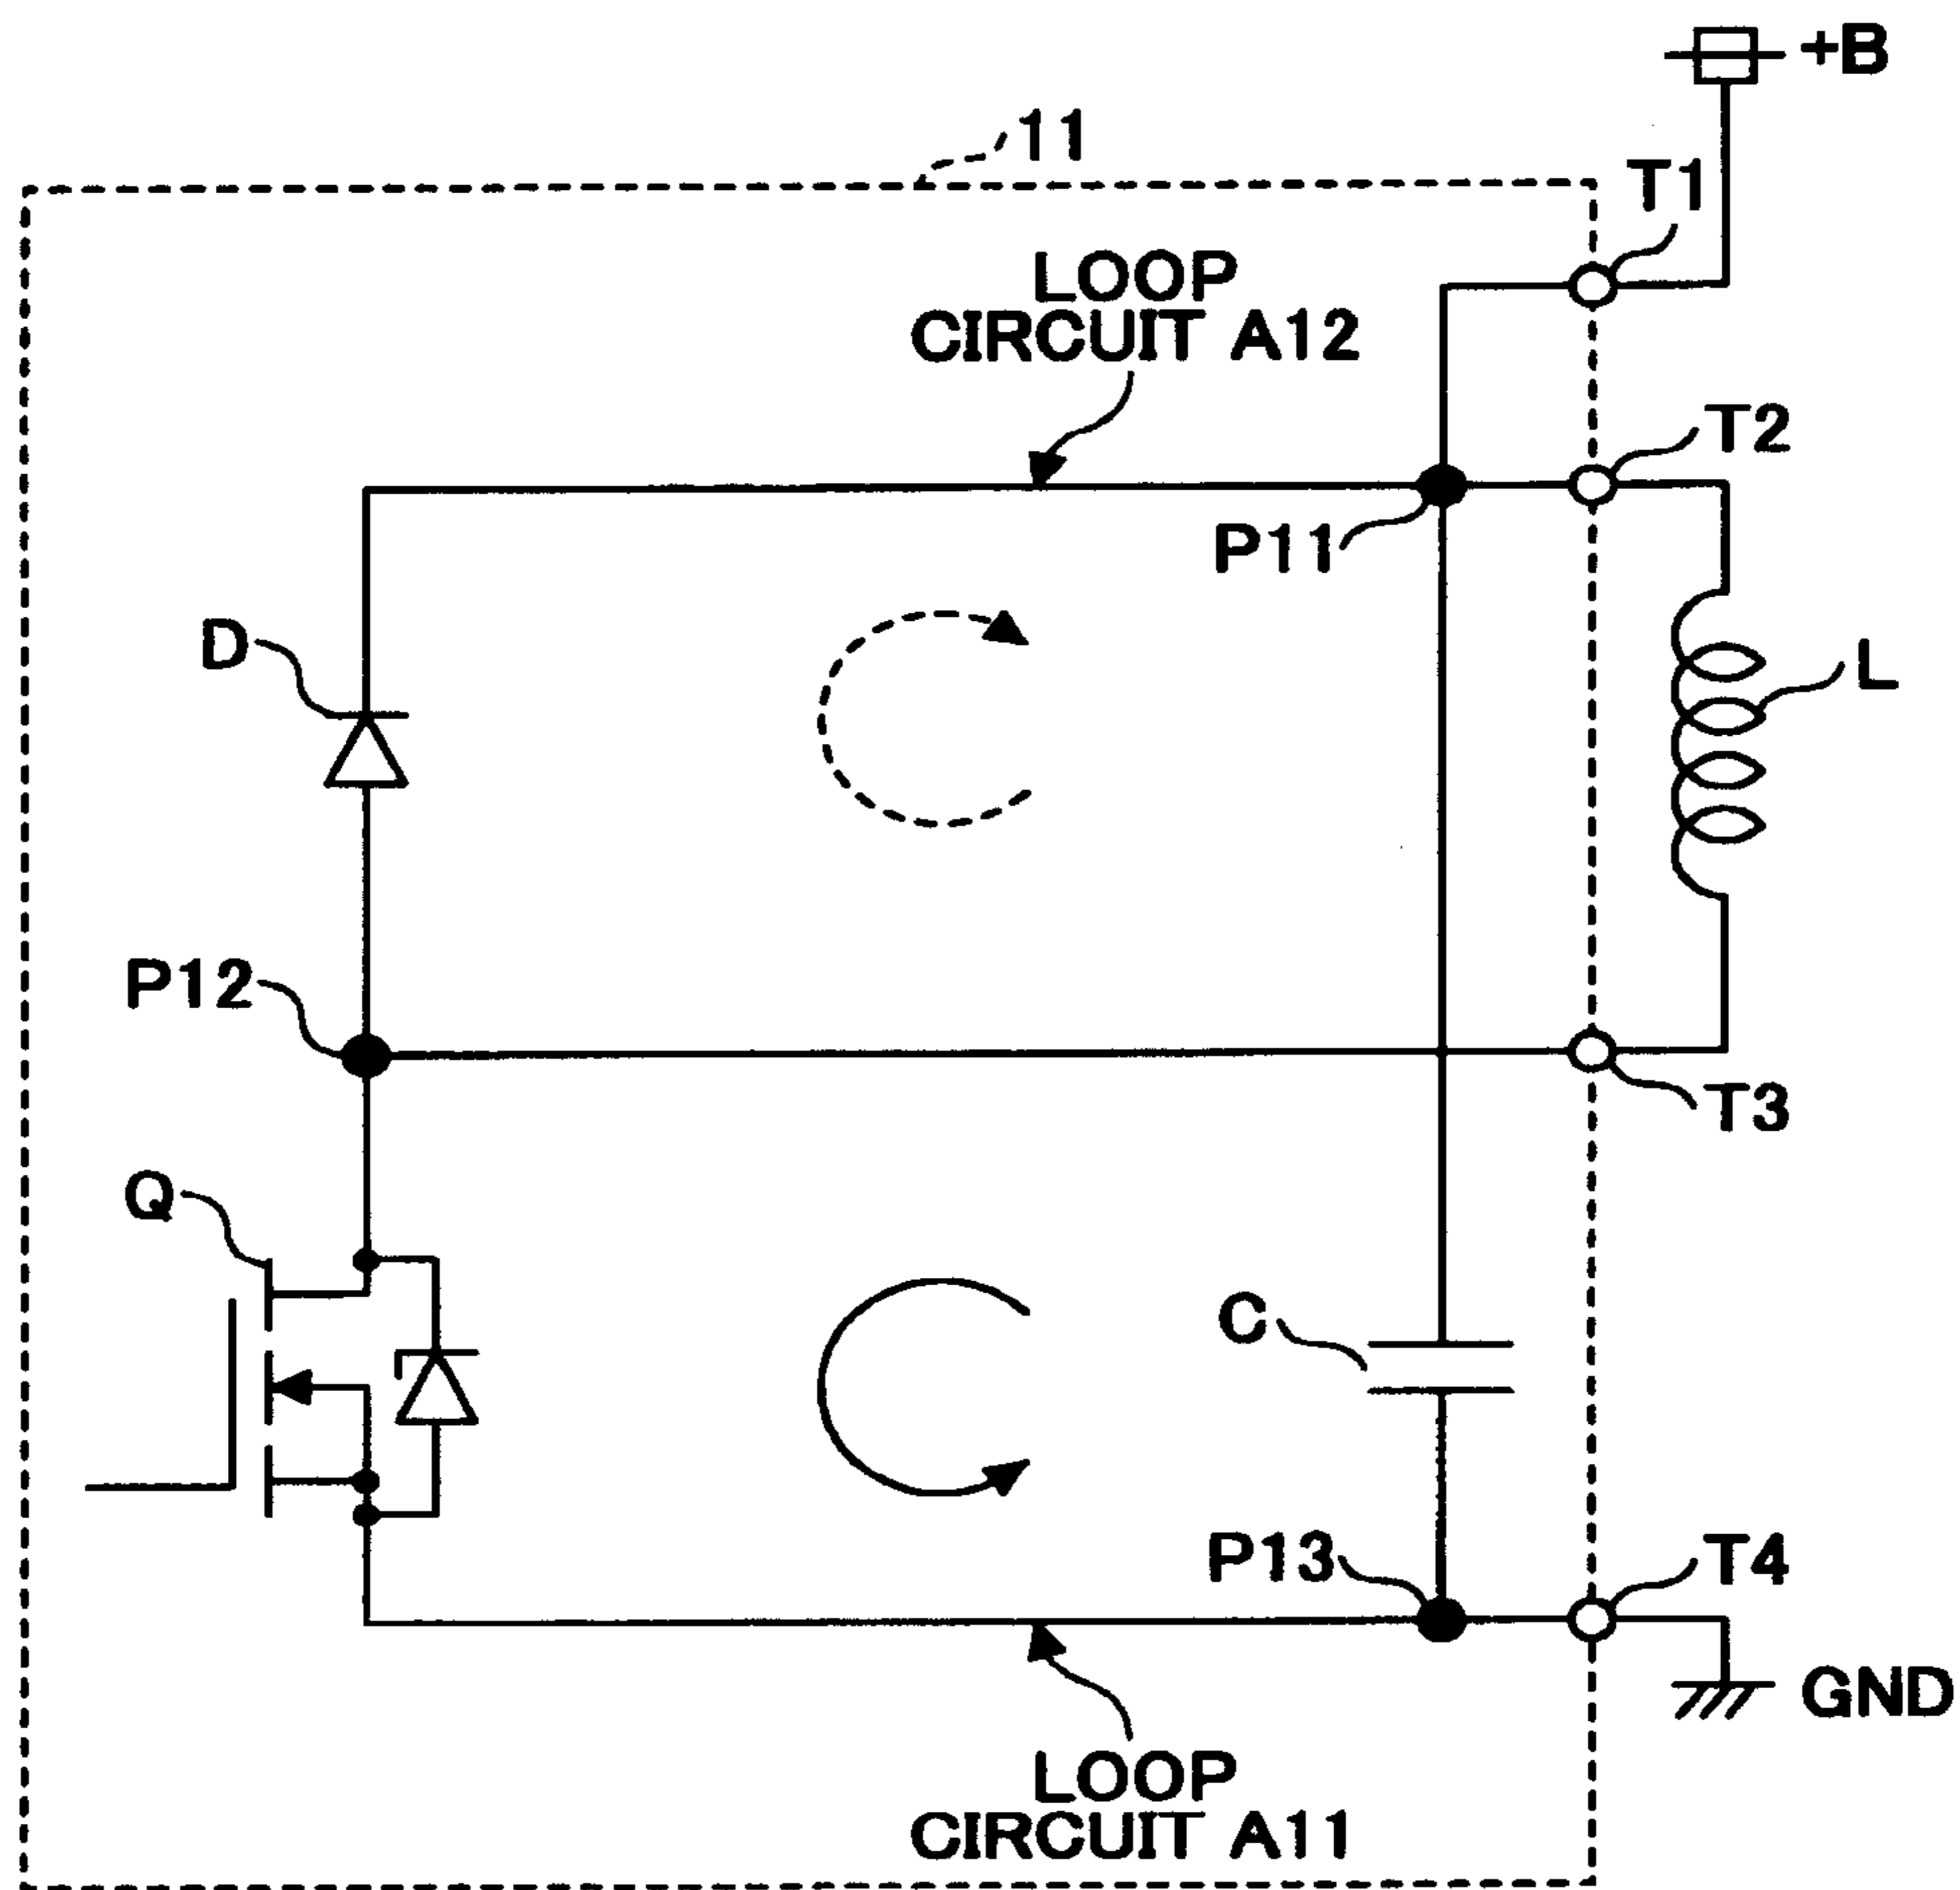 +B
11
T1
LOOP
CIRCUIT A12
T2
P11
D
L
P12
T3
Q
C
P13
T4
GND
LOOP
CIRCUIT A11